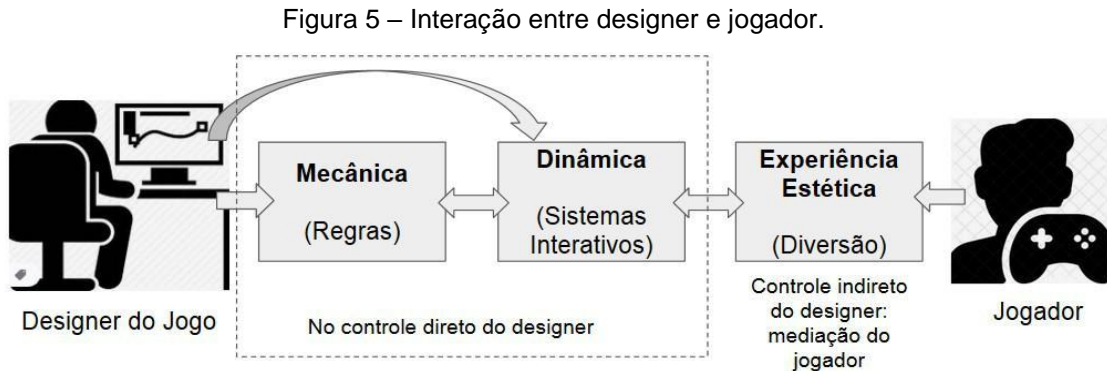 Figura 5 – Interação entre designer e jogador.
Mecânica
(Regras)
Dinâmica
(Sistemas
Interativos)
Experiência
Estética
(Diversão)
Designer do Jogo
No controle direto do designer
Controle indireto
do designer:
mediação do
jogador
Jogador